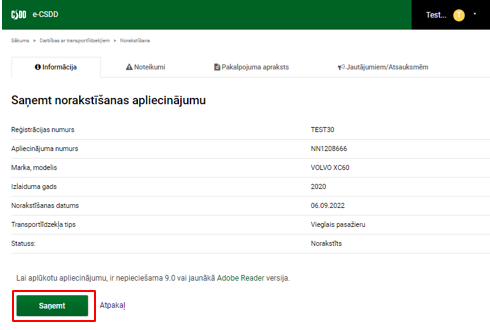 CSDD e-CSDD Test... 1
Sākums > Darbības ar transportlīdzekļiem > Norakstīšana
Informācija Noteikumi Pakalpojuma apraksts Jautājumiem/Atsauksmēm
Saņemt norakstīšanas apliecinājumu
Reģistrācijas numurs TEST30
Apliecinājuma numurs NN1208666
Marka, modelis VOLVO XC60
Izlaiduma gads 2020
Norakstīšanas datums 06.09.2022
Transportlīdzekļa tips Vieglais pasažieru
Statuss: Norakstīts
Lai aplūkotu apliecinājumu, ir nepieciešama 9.0 vai jaunākā Adobe Reader versija.
Saņemt Atpakaļ